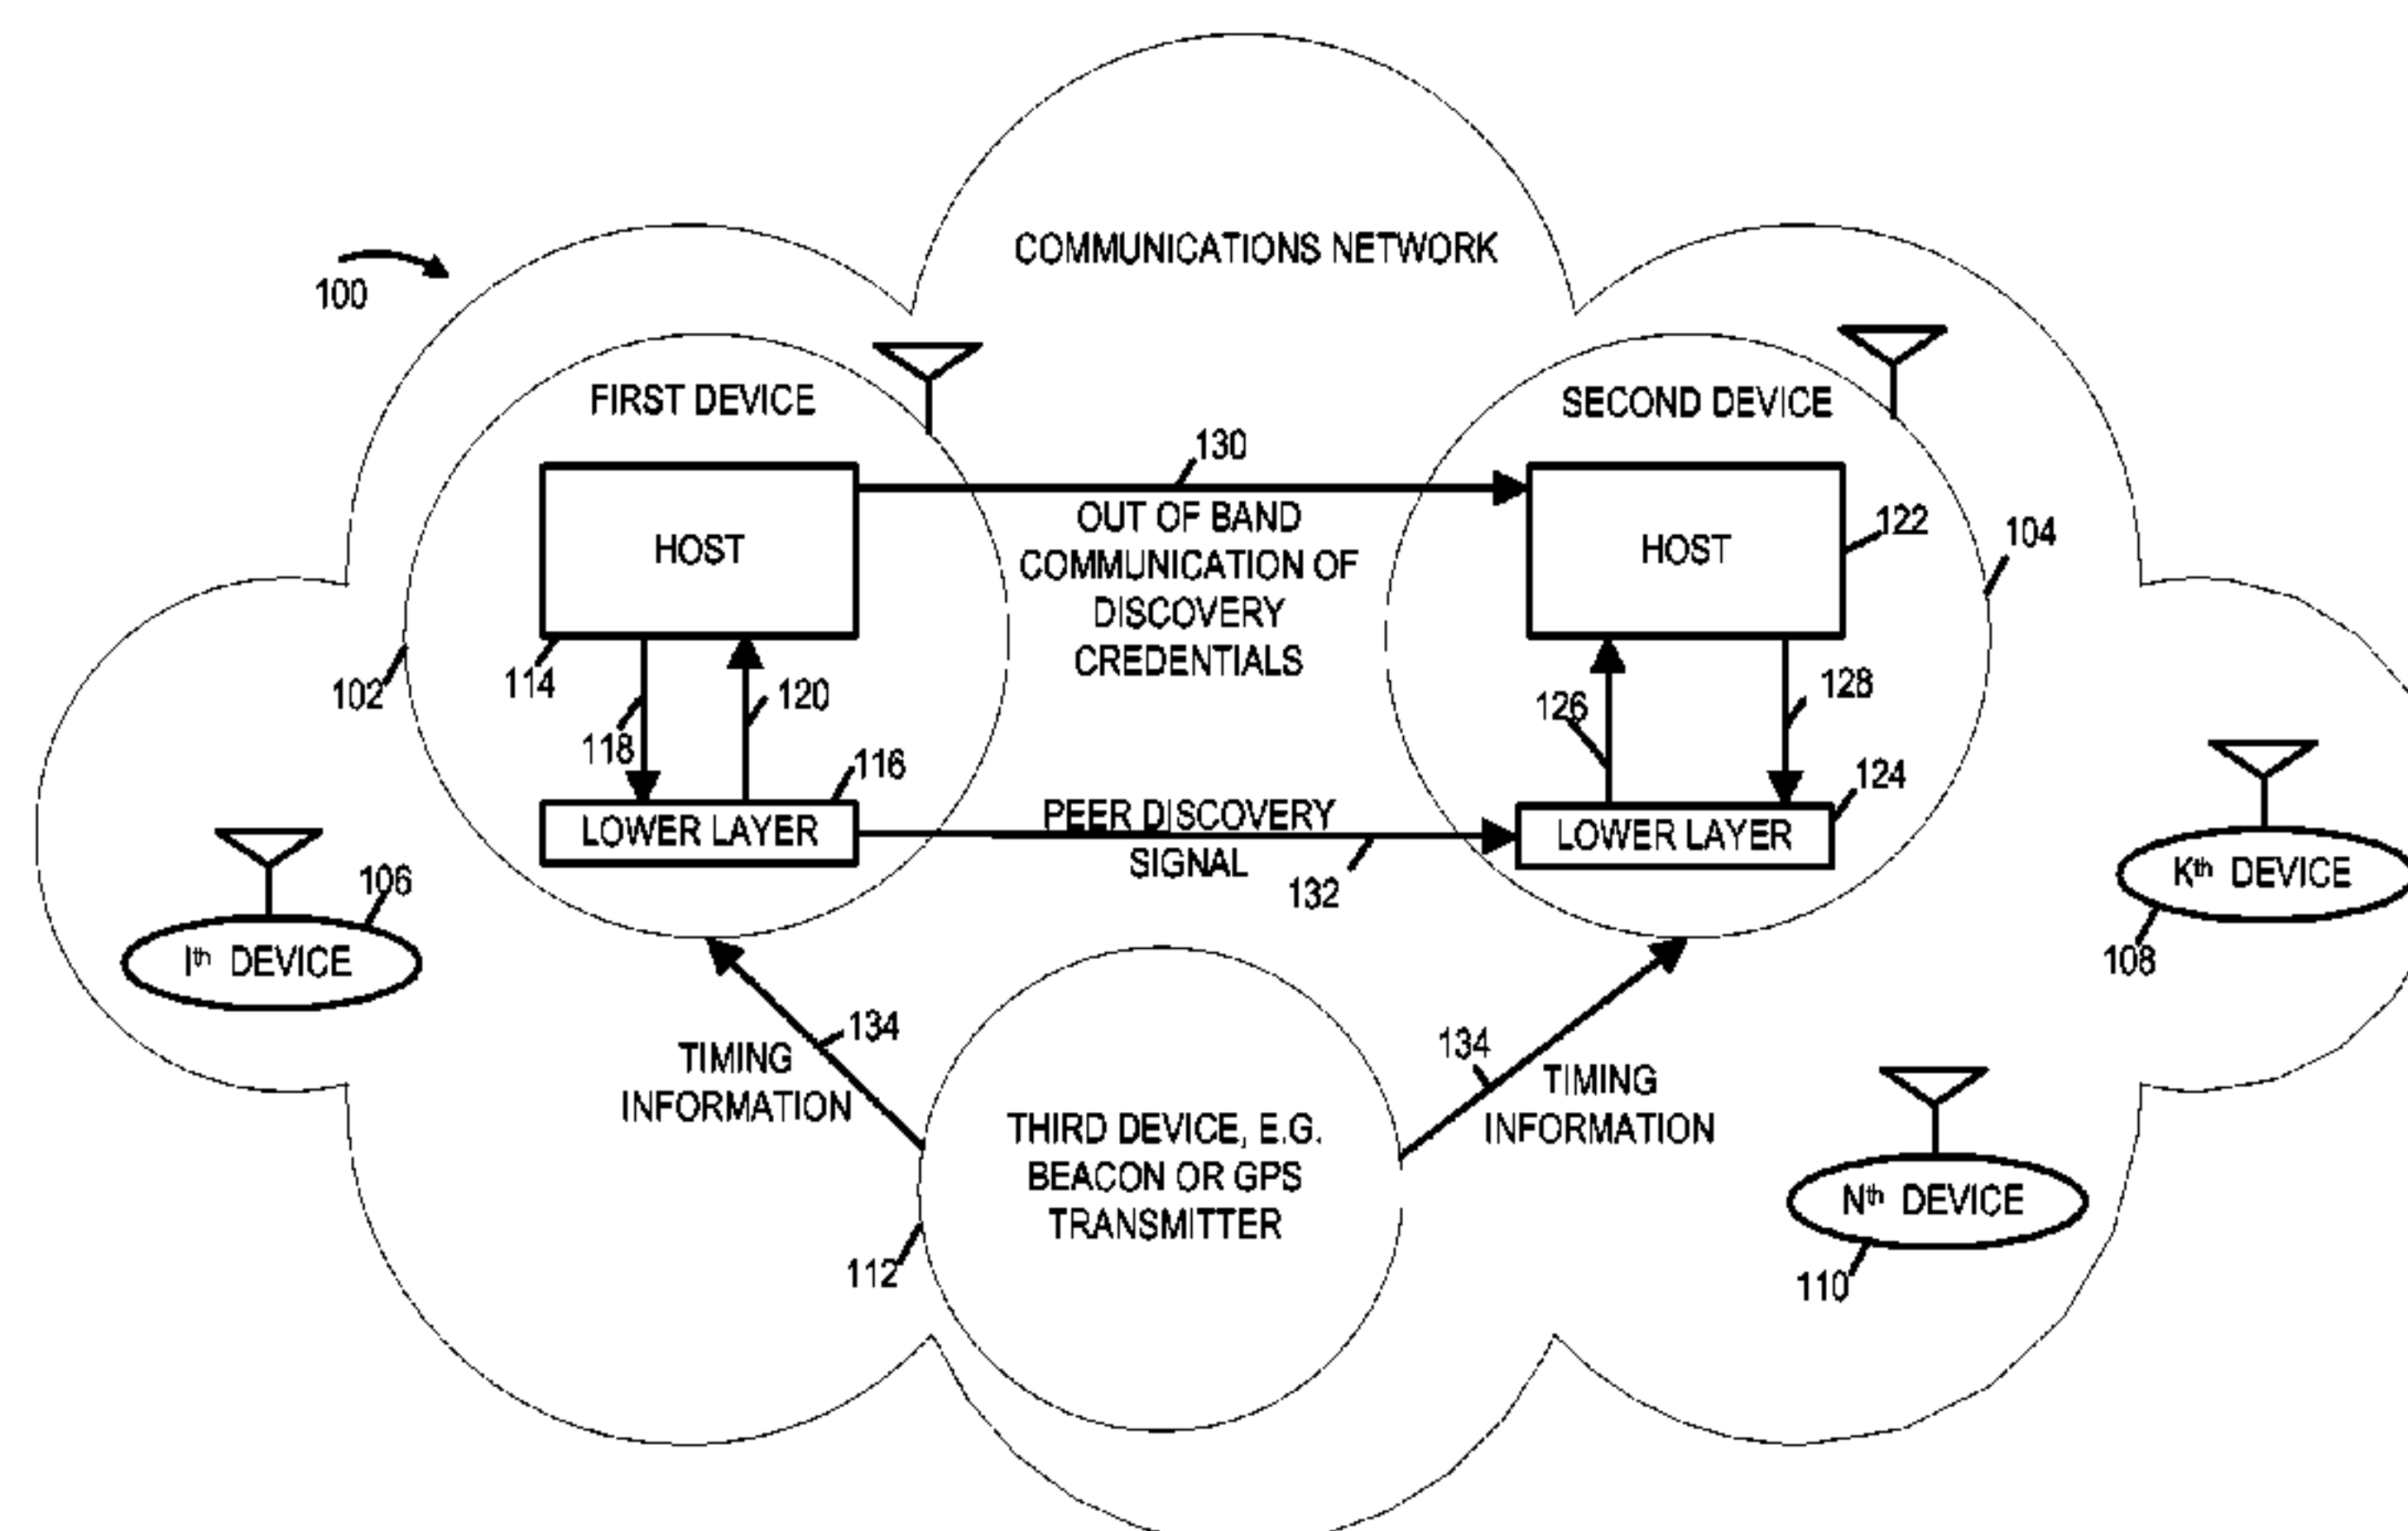 COMMUNICATIONS NETWORK
100
FIRST DEVICE
SECOND DEVICE
130
HOST
OUT OF BAND
COMMUNICATION OF
DISCOVERY
CREDENTIALS
HOST
122
104
102
114
118
120
126
128
116
124
LOWER LAYER
PEER DISCOVERY
SIGNAL
132
LOWER LAYER
106
Ith DEVICE
Kth DEVICE
108
134
TIMING
INFORMATION
134
TIMING
INFORMATION
THIRD DEVICE, E.G.
BEACON OR GPS
TRANSMITTER
112
Nth DEVICE
110